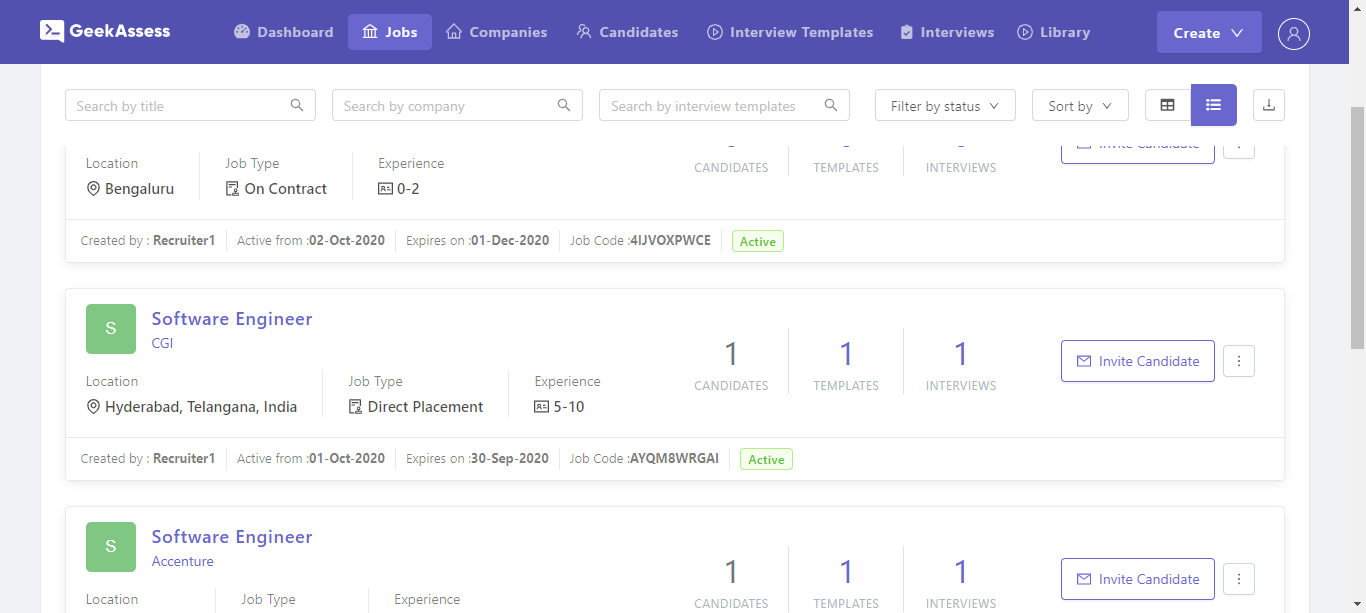 GeekAssess Dashboard Jobs Companies Candidates Interview Templates Interviews Library Create
Search by title Search by company Search by interview templates Filter by status Sort by
Location Job Type Experience CANDIDATES TEMPLATES INTERVIEWS
Bengaluru On Contract 0-2
Created by : Recruiter1 Active from :02-Oct-2020 Expires on :01-Dec-2020 Job Code :4IJVOXPWCE Active
S Software Engineer
CGI
1 1 1 Invite Candidate
Location Job Type Experience CANDIDATES TEMPLATES INTERVIEWS
Hyderabad, Telangana, India Direct Placement 5-10
Created by : Recruiter1 Active from :01-Oct-2020 Expires on :30-Sep-2020 Job Code :AYQM8WRGAI Active
S Software Engineer
Accenture
1 1 1 Invite Candidate
Location Job Type Experience CANDIDATES TEMPLATES INTERVIEWS